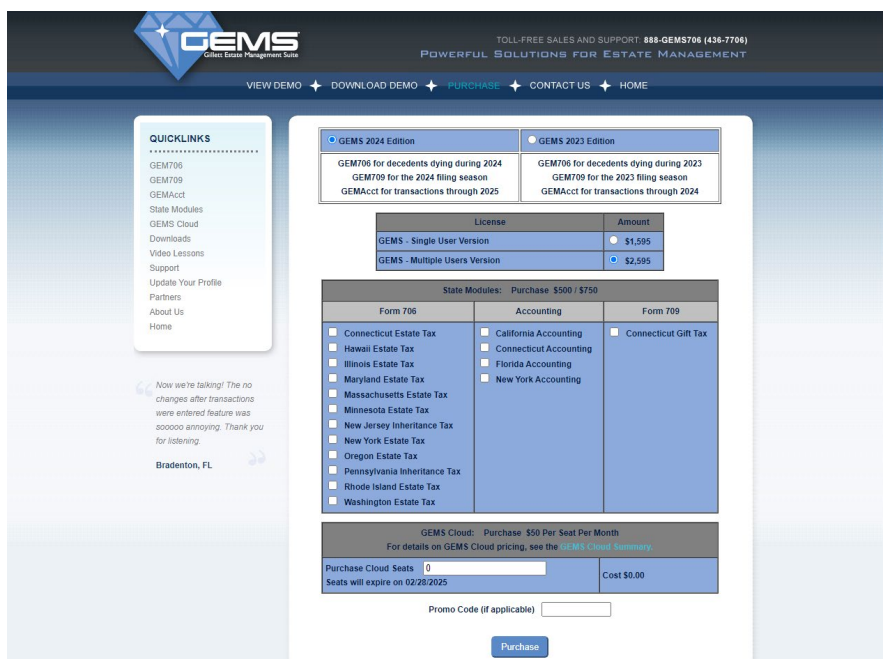 GEMS
Gillett Estate Management Suite
TOLL-FREE SALES AND SUPPORT: 888-GEMS706 (436-7706)
POWERFUL SOLUTIONS FOR ESTATE MANAGEMENT
VIEW DEMO DOWNLOAD DEMO PURCHASE CONTACT US HOME
QUICKLINKS
GEM706
GEM709
GEMAcct
State Modules
GEMS Cloud
Downloads
Video Lessons
Support
Update Your Profile
Partners
About Us
Home
Now we're talking! The no
changes after transactions
were entered feature was
sooooo annoying. Thank you
for listening.
Bradenton, FL
GEMS 2024 Edition GEMS 2023 Edition
GEM706 for decedents dying during 2024 GEM706 for decedents dying during 2023
GEM709 for the 2024 filing season GEM709 for the 2023 filing season
GEMAcct for transactions through 2025 GEMAcct for transactions through 2024
License Amount
GEMS - Single User Version $1,595
GEMS - Multiple Users Version $2,595
State Modules: Purchase $500 / $750
Form 706 Accounting Form 709
Connecticut Estate Tax California Accounting Connecticut Gift Tax
Hawaii Estate Tax Connecticut Accounting
Illinois Estate Tax Florida Accounting
Maryland Estate Tax New York Accounting
Massachusetts Estate Tax
Minnesota Estate Tax
New Jersey Inheritance Tax
New York Estate Tax
Oregon Estate Tax
Pennsylvania Inheritance Tax
Rhode Island Estate Tax
Washington Estate Tax
GEMS Cloud: Purchase $50 Per Seat Per Month
For details on GEMS Cloud pricing, see the GEMS Cloud Summary.
Purchase Cloud Seats 0
Seats will expire on 02/28/2025
Cost $0.00
Promo Code (if applicable)
Purchase